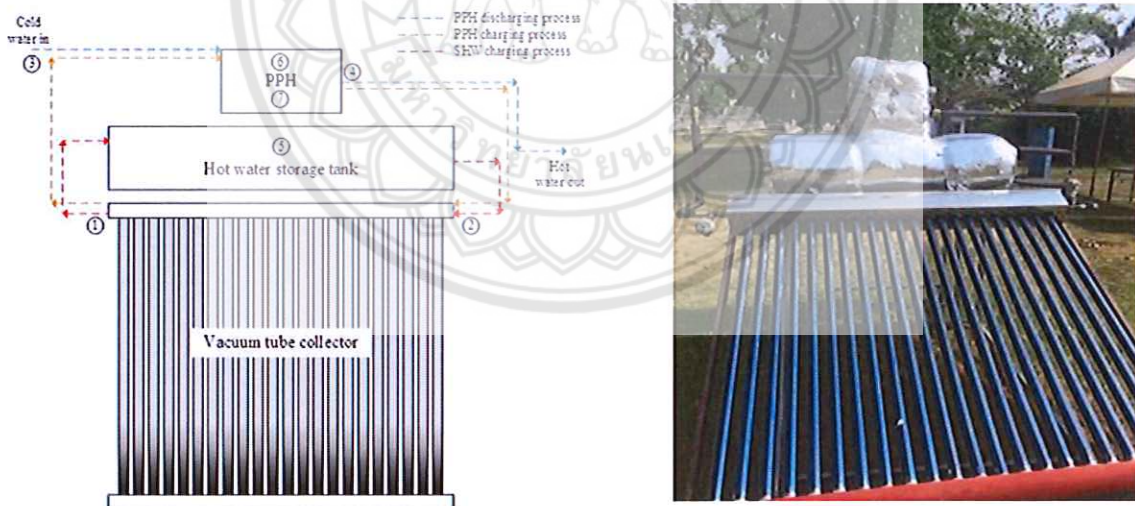 PPH discharging process
PPH charging process
SHW charging process
Cold
water in
③
⑥
PPH
⑦
④
⑤
Hot water storage tank
Hot
water out
①
②
Vacuum tube collector